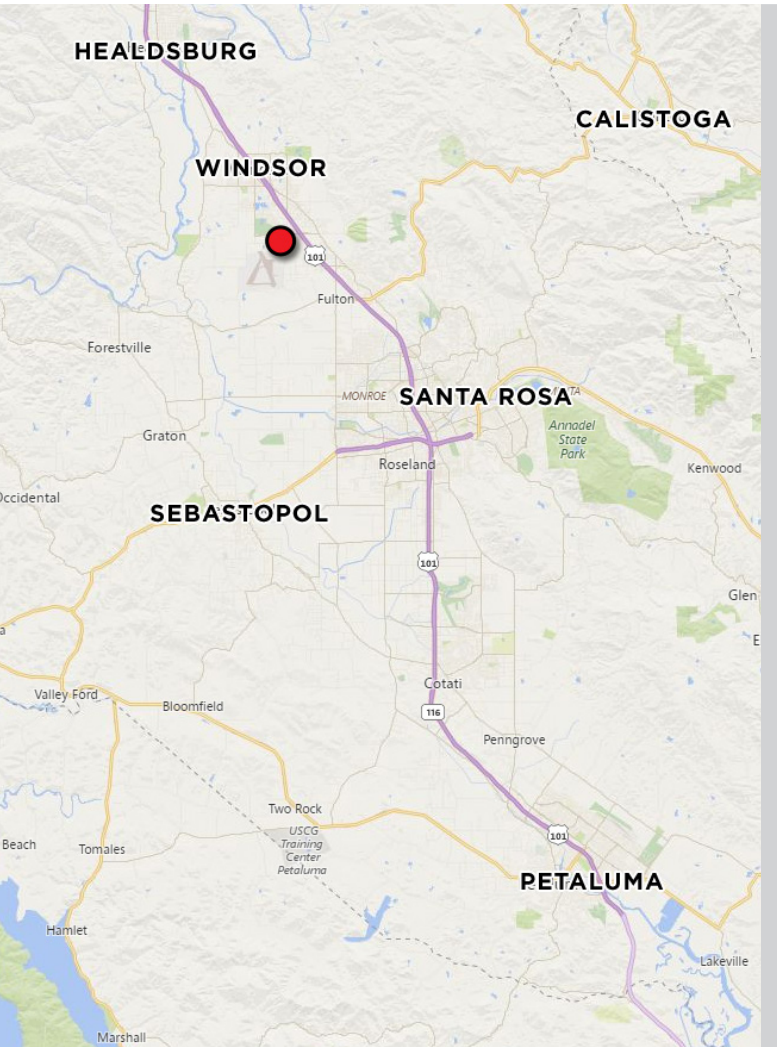 HEALDSBURG
CALISTOGA
WINDSOR
101
Fulton
Forestville
MONROE
SANTA ROSA
Annadel
State
Park
Graton
Roseland
Kenwood
Occidental
SEBASTOPOL
101
Glen
Cotati
Valley Ford
Bloomfield
116
Penngrove
Two Rock
USCG
Training
Center
Petaluma
101
Beach
Tomales
PETALUMA
Hamlet
Lakeville
Marshall